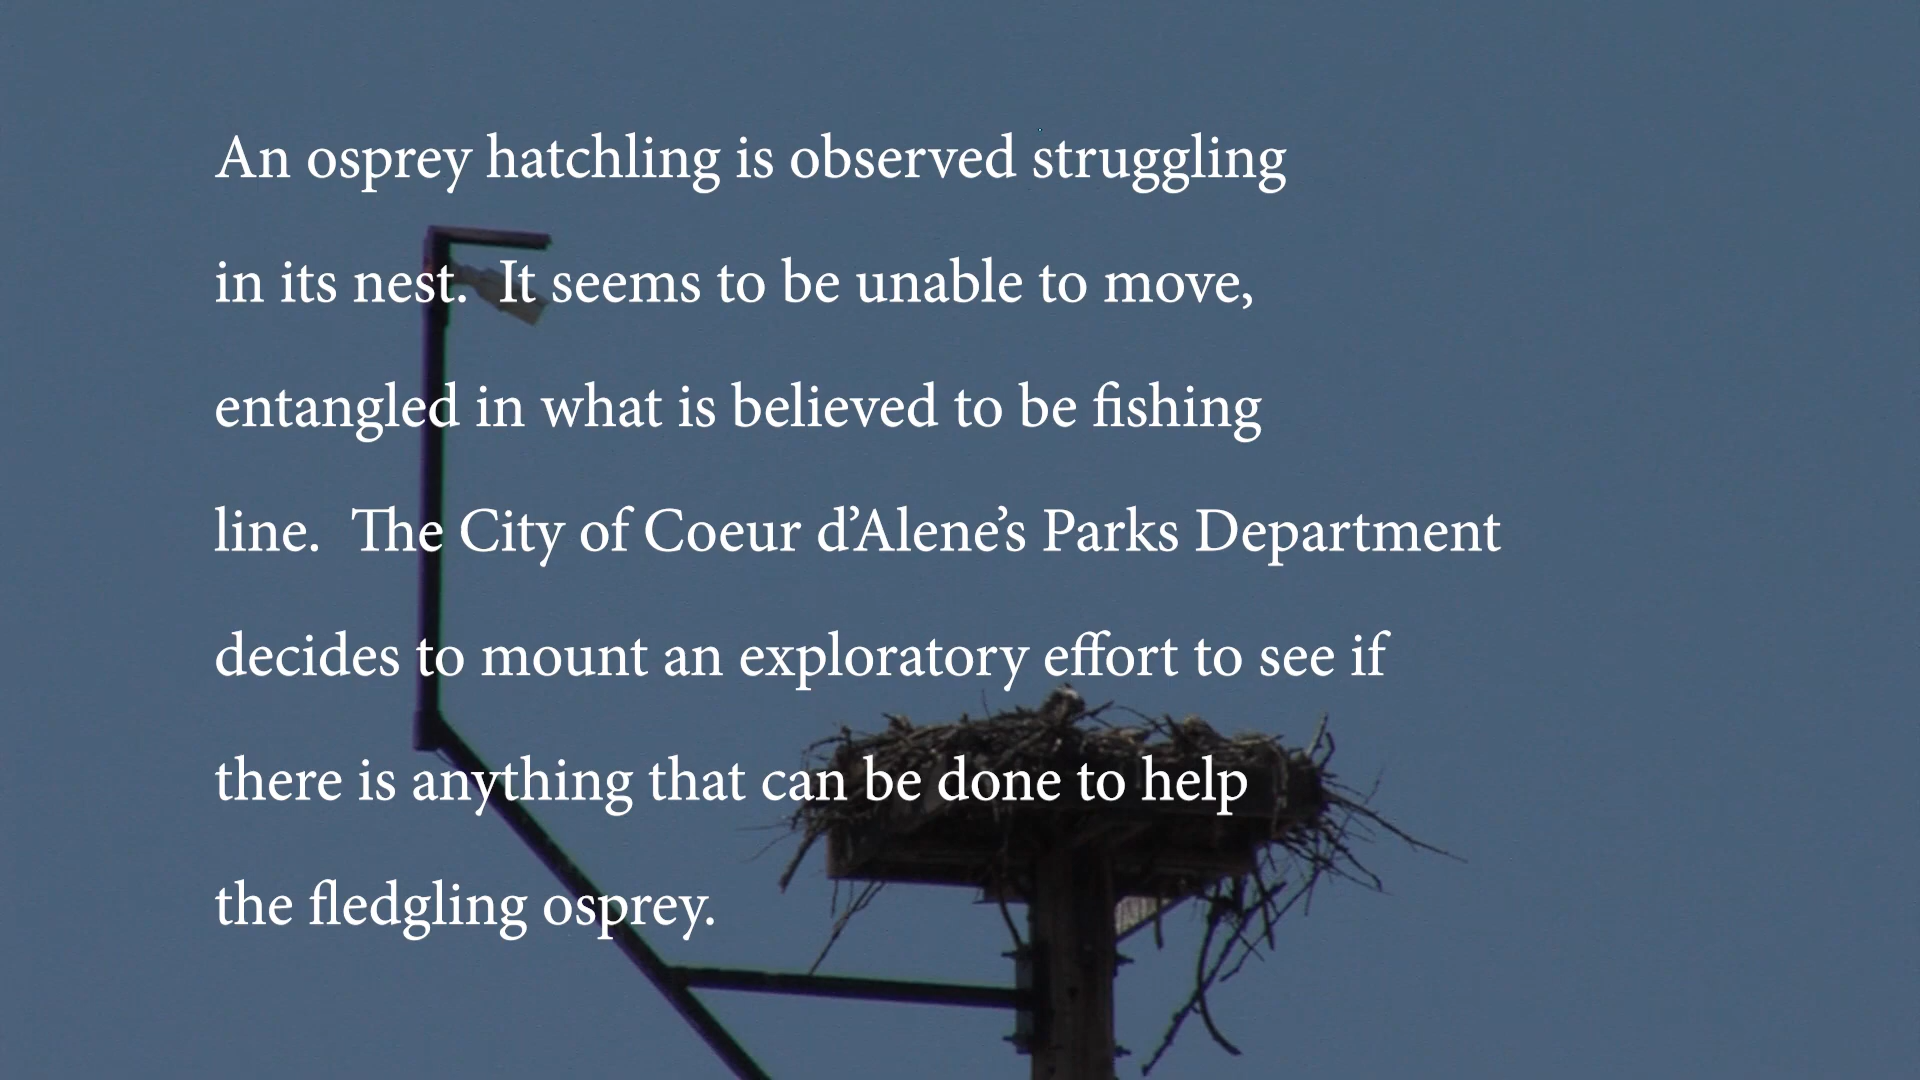 An osprey hatchling is observed struggling
in its nest.  It seems to be unable to move,
entangled in what is believed to be fishing
line.  The City of Coeur d’Alene’s Parks Department
decides to mount an exploratory effort to see if
there is anything that can be done to help
the fledgling osprey.